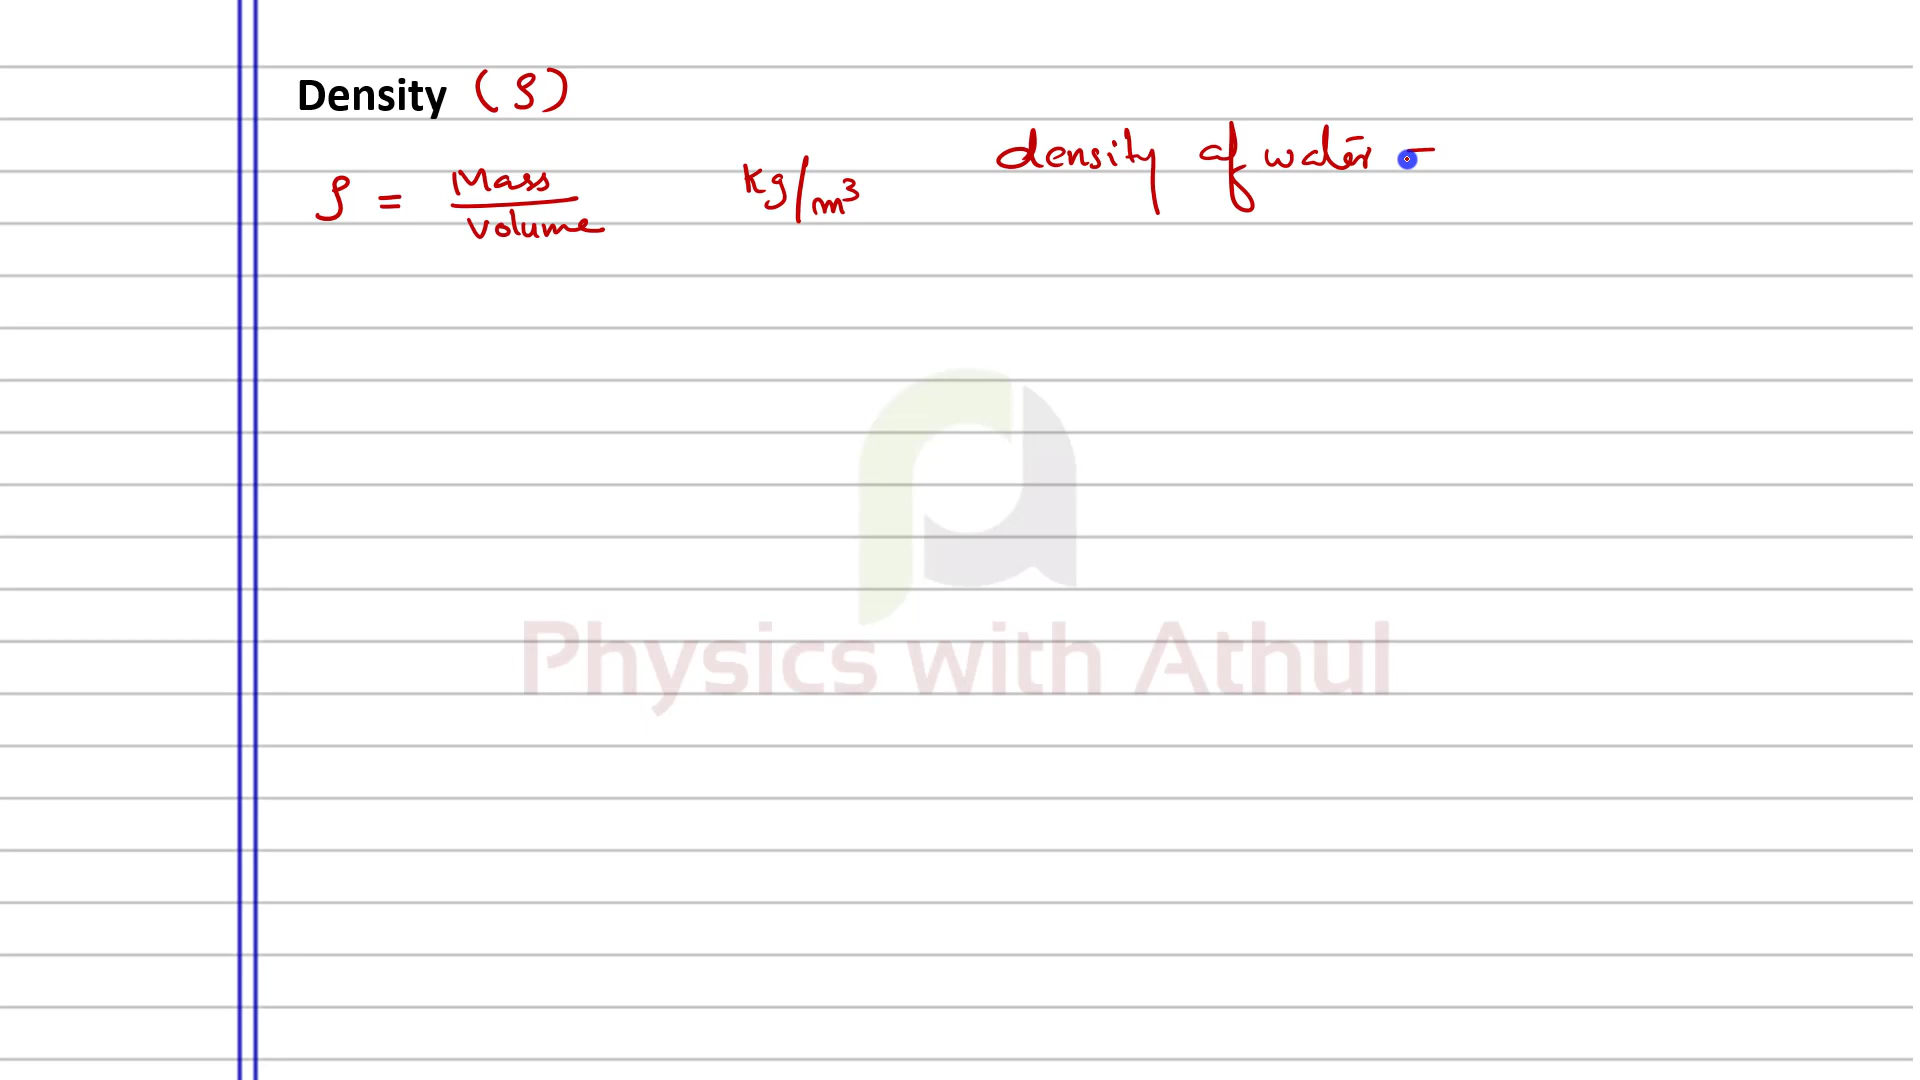 Density (ρ)
ρ = Mass / volume kg/m³
density of water =
Physics with Athul